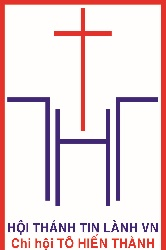 HỘI THÁNH TIN LÀNH VN
Chi hội TÔ HIẾN THÀNH